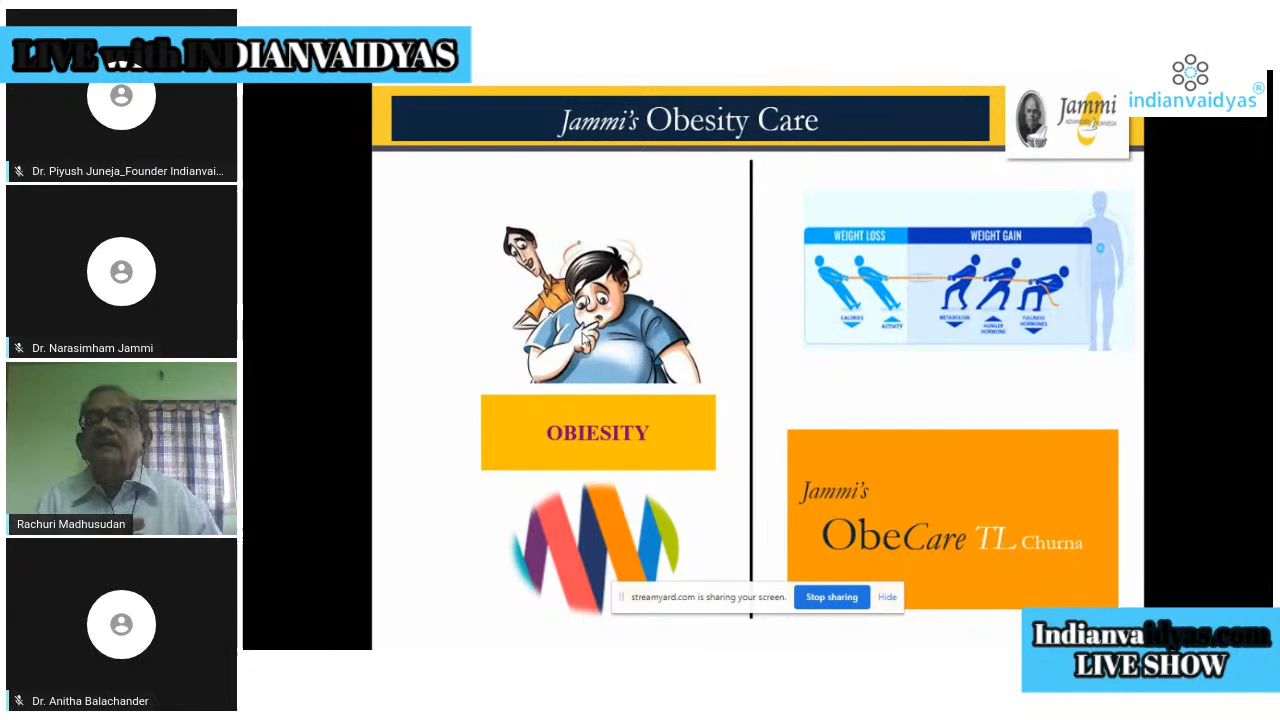 LIVE with INDIANVAIDYAS
Dr. Piyush Juneja_Founder Indianvai...
Dr. Narasimham Jammi
Rachuri Madhusudan
Dr. Anitha Balachander
Jammi's Obesity Care
Jammi
indianvaidyas®
WEIGHT LOSS
WEIGHT GAIN
CALORIES
ACTIVITY
METABOLISM
HUNGER
HORMONE
FULLNESS
HORMONES
OBIESITY
Jammi's
ObeCare TL Churna
streamyard.com is sharing your screen.
Stop sharing
Hide
Indianvaidyas.com
LIVE SHOW